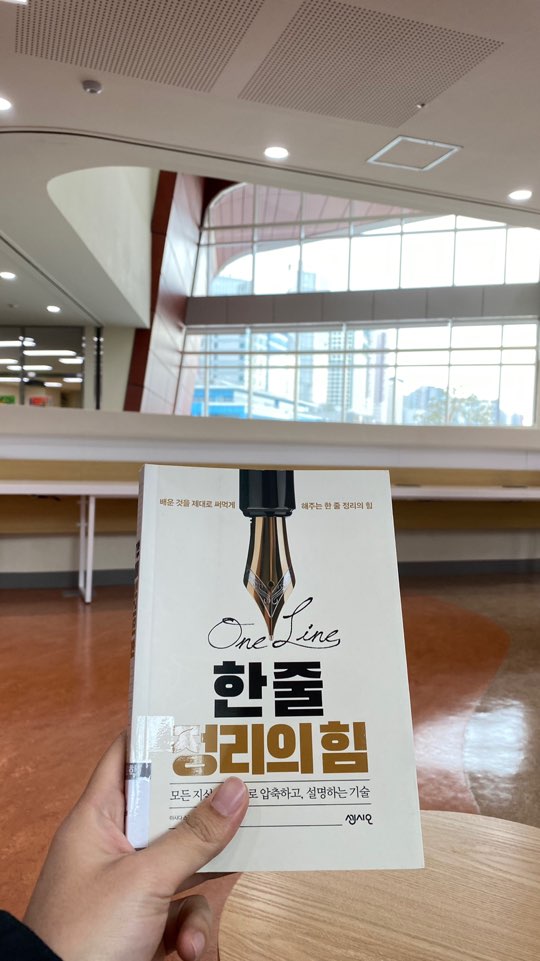 배운 것을 제대로 써먹게 해주는 한 줄 정리의 힘
One Line
한 줄
정리의 힘
모든 지식 로 압축하고, 설명하는 기술
센시오